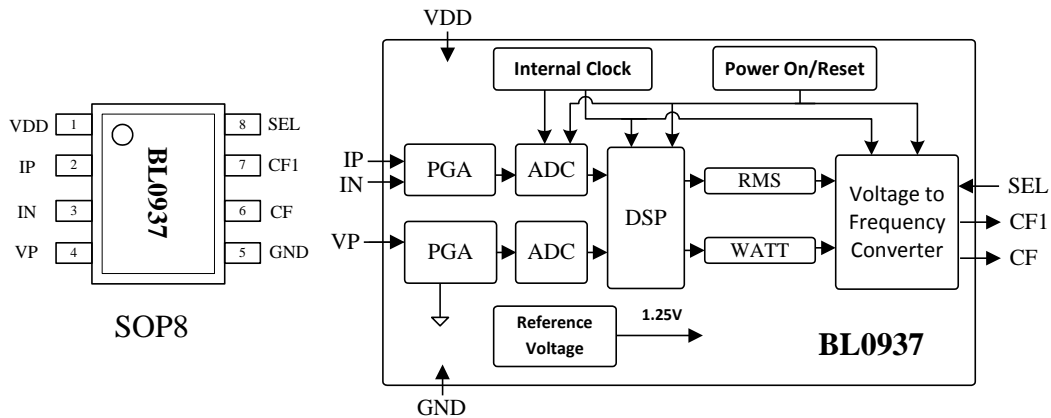 VDD
1
8
SEL
IP
2
7
CF1
IN
3
6
CF
VP
4
5
GND
BL0937
SOP8
VDD
Internal Clock
Power On/Reset
IP
IN
PGA
ADC
VP
PGA
ADC
DSP
RMS
WATT
Voltage to
Frequency
Converter
SEL
CF1
CF
Reference
Voltage
1.25V
BL0937
GND